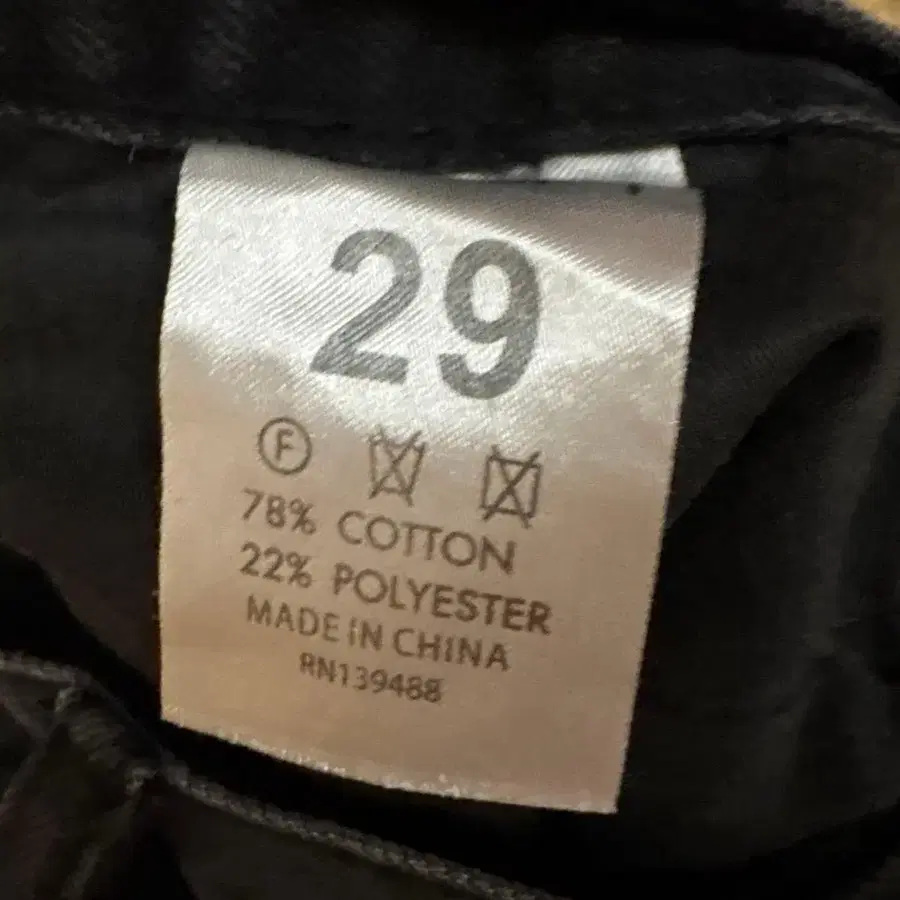 29
F
78% COTTON
22% POLYESTER
MADE IN CHINA
RN139488